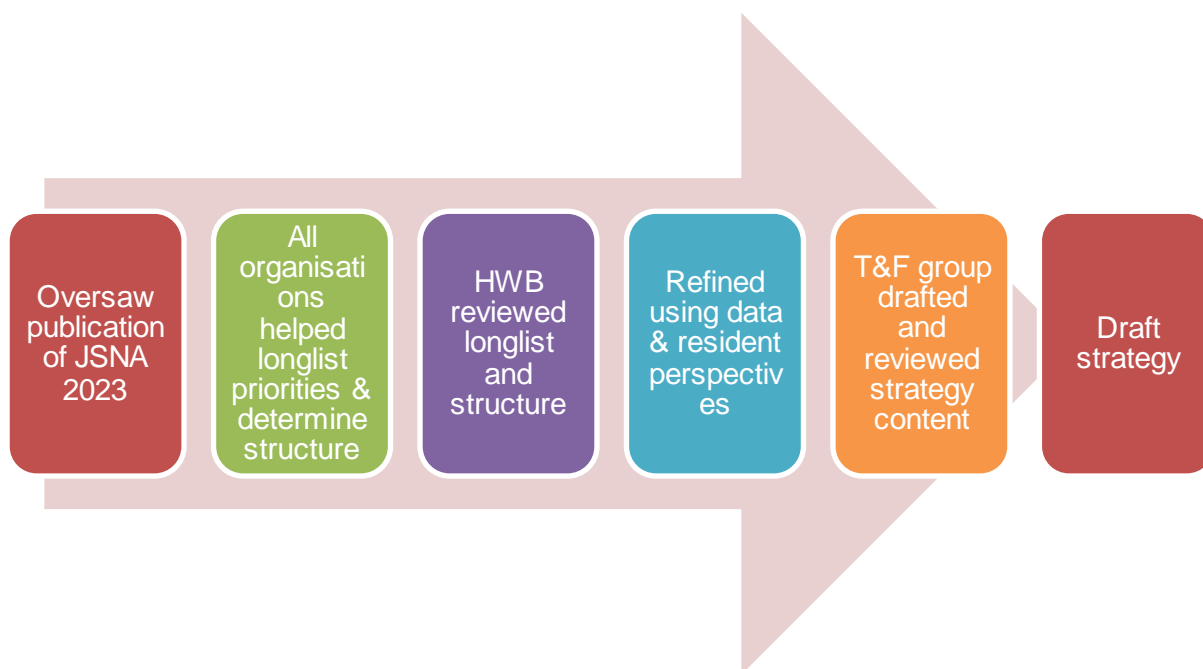 Oversaw
publication
of JSNA
2023
All
organisati
ons
helped
longlist
priorities &
determine
structure
HWB
reviewed
longlist
and
structure
Refined
using data
& resident
perspectiv
es
T&F group
drafted
and
reviewed
strategy
content
Draft
strategy